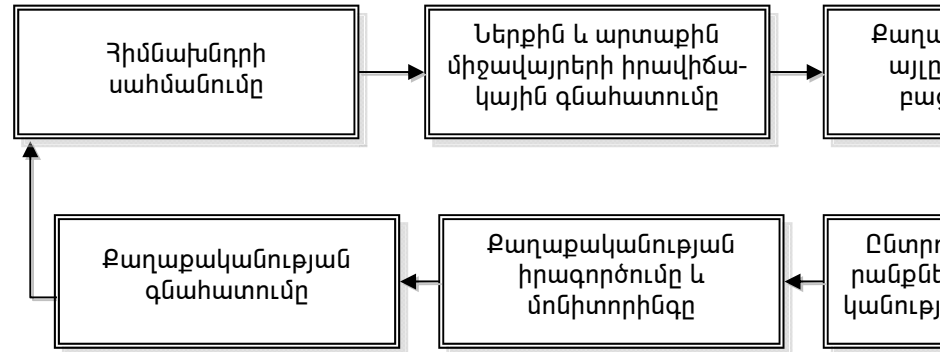 Հիմնախնդրի
սահմանումը
Ներքին և արտաքին
միջավայրերի իրավիճա-
կային գնահատումը
Քաղաքականության
գնահատումը
Քաղաքականության
իրագործումը և
մոնիտորինգը